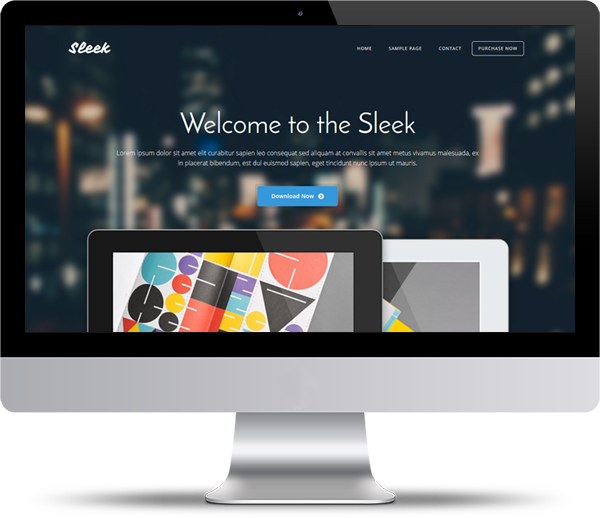 Sleek
HOME SAMPLE PAGE CONTACT PURCHASE NOW
Welcome to the Sleek
Lorem ipsum dolor sit amet elit curabitur sapien leo consequat sed aliquam at convallis sit amet metus vivamus malesuada, ex
in placerat bibendum, est dui euismod sapien, eget tincidunt nunc ipsum ut mauris.
Download Now